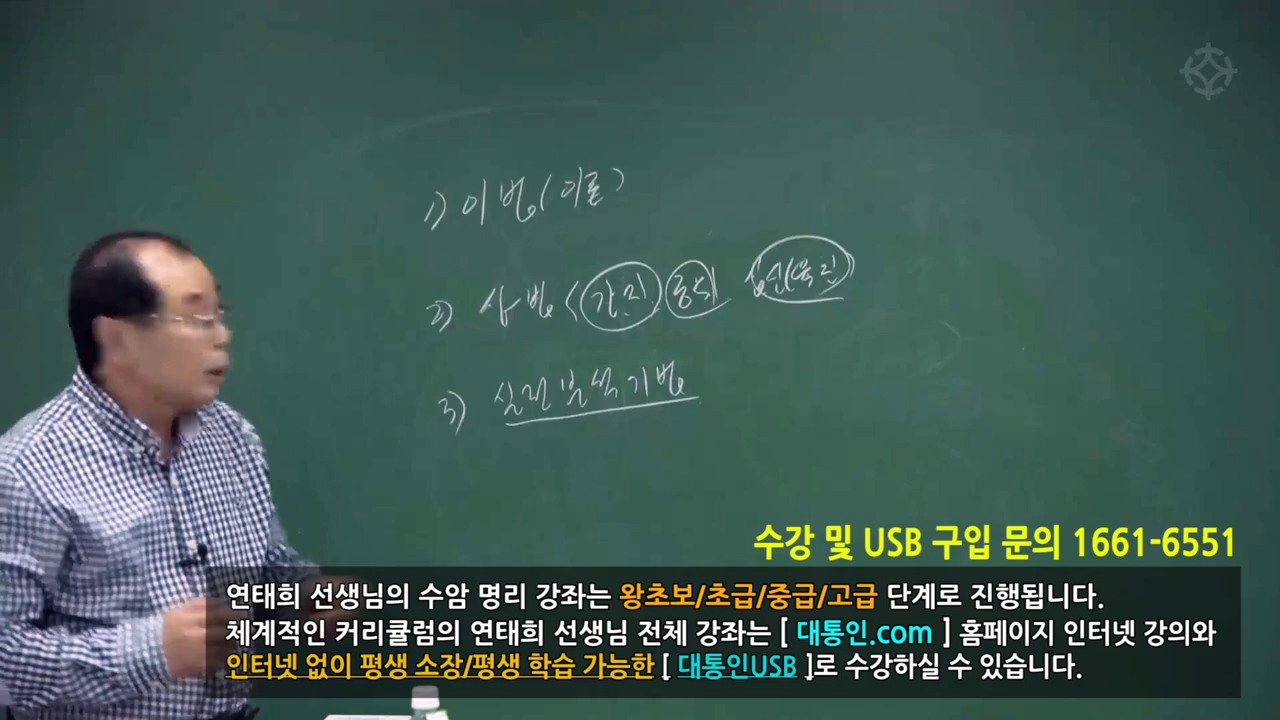 1) 이법(이론)
2) 상법 < 간지 십신(육친)
3) 실전분석기법
수강 및 USB 구입 문의 1661-6551
연태희 선생님의 수암 명리 강좌는 왕초보/초급/중급/고급 단계로 진행됩니다.
체계적인 커리큘럼의 연태희 선생님 전체 강좌는 [ 대통인.com ] 홈페이지 인터넷 강의와
인터넷 없이 평생 소장/평생 학습 가능한 [ 대통인USB ]로 수강하실 수 있습니다.